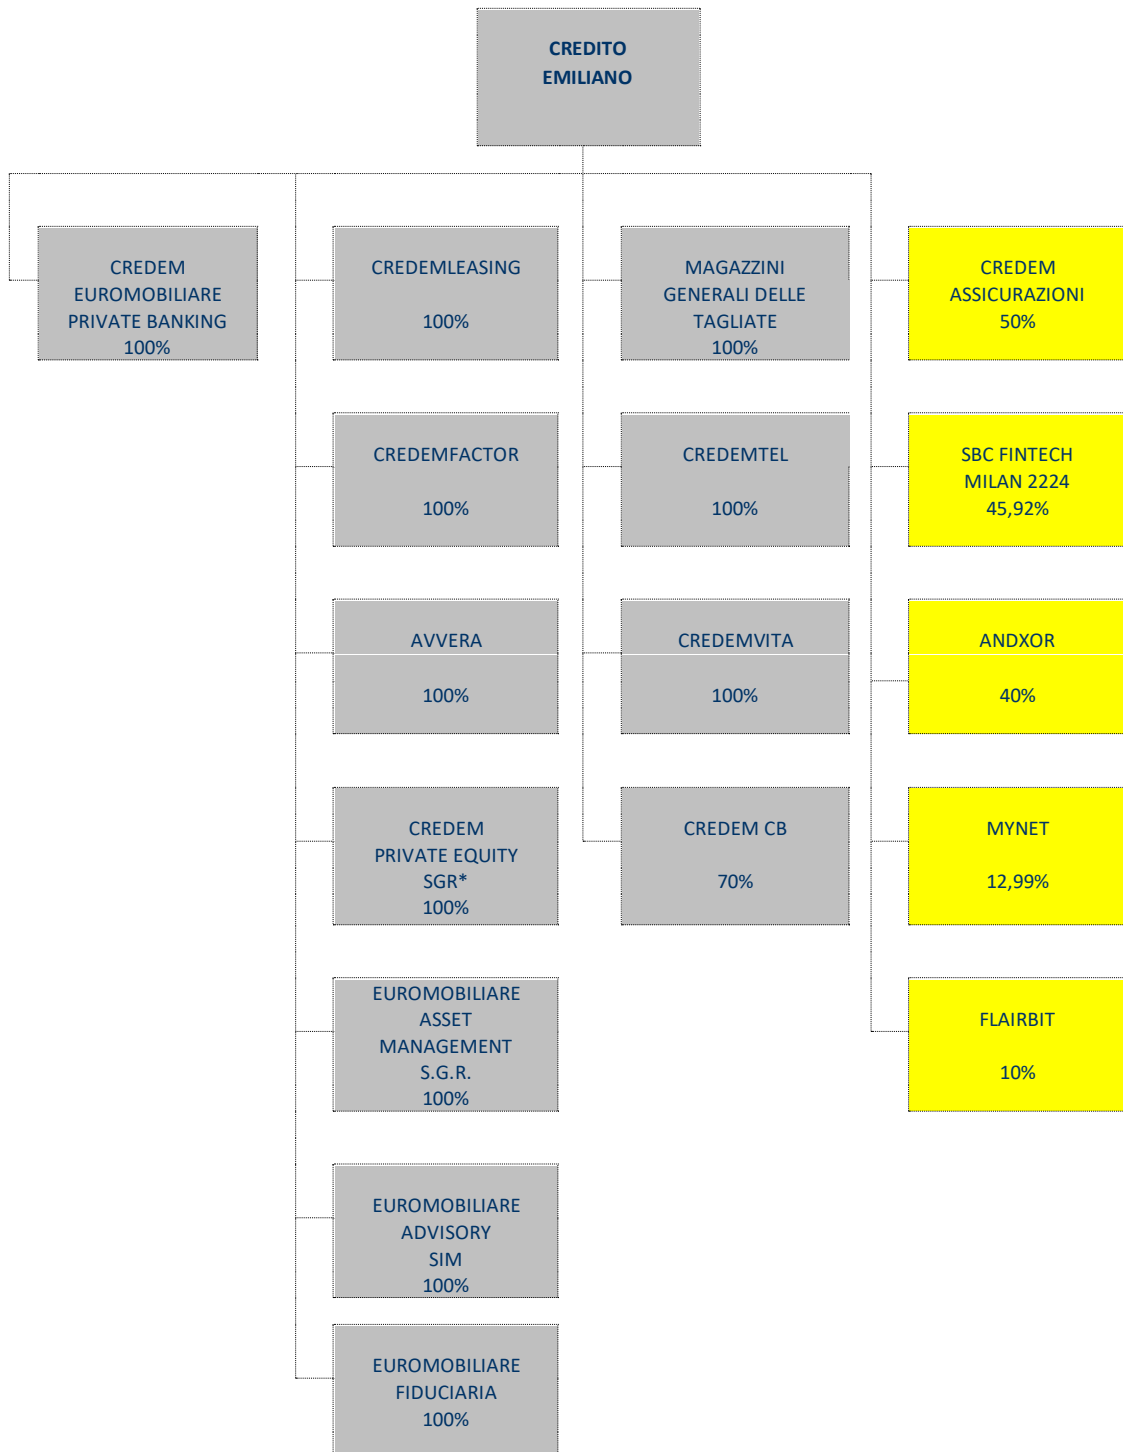 CREDITO
EMILIANO
CREDEM
EUROMOBILIARE
PRIVATE BANKING
100%
CREDEMLEASING
100%
MAGAZZINI
GENERALI DELLE
TAGLIATE
100%
CREDEM
ASSICURAZIONI
50%
CREDEMFACTOR
100%
CREDEMTEL
100%
SBC FINTECH
MILAN 2224
45,92%
AVVERA
100%
CREDEMVITA
100%
ANDXOR
40%
CREDEM
PRIVATE EQUITY
SGR*
100%
CREDEM CB
70%
MYNET
12,99%
EUROMOBILIARE
ASSET
MANAGEMENT
S.G.R.
100%
FLAIRBIT
10%
EUROMOBILIARE
ADVISORY
SIM
100%
EUROMOBILIARE
FIDUCIARIA
100%